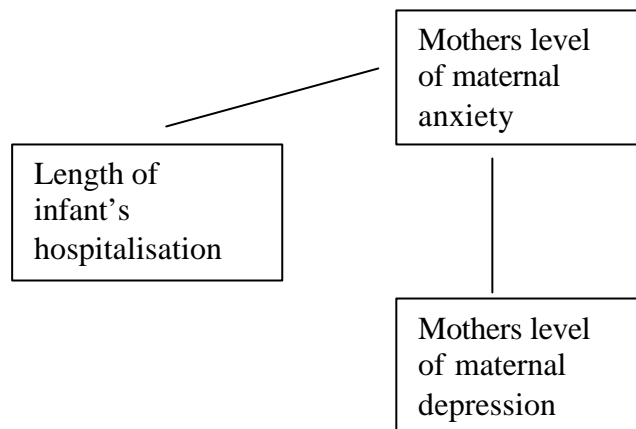 Mothers level
of maternal
anxiety
Length of
infant’s
hospitalisation
Mothers level
of maternal
depression